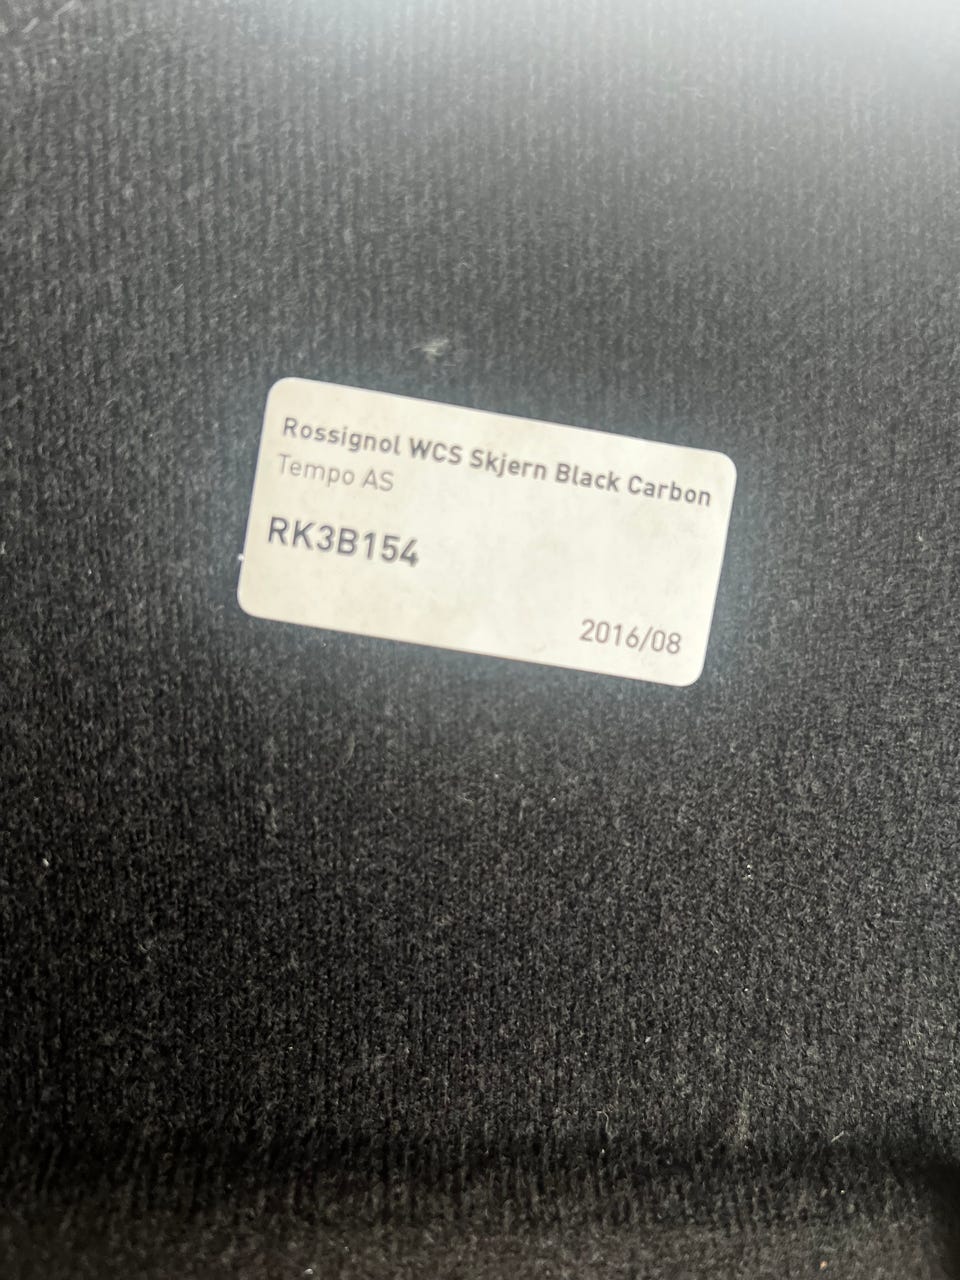 Rossignol WCS Skjern Black Carbon
Tempo AS
RK3B154
2016/08